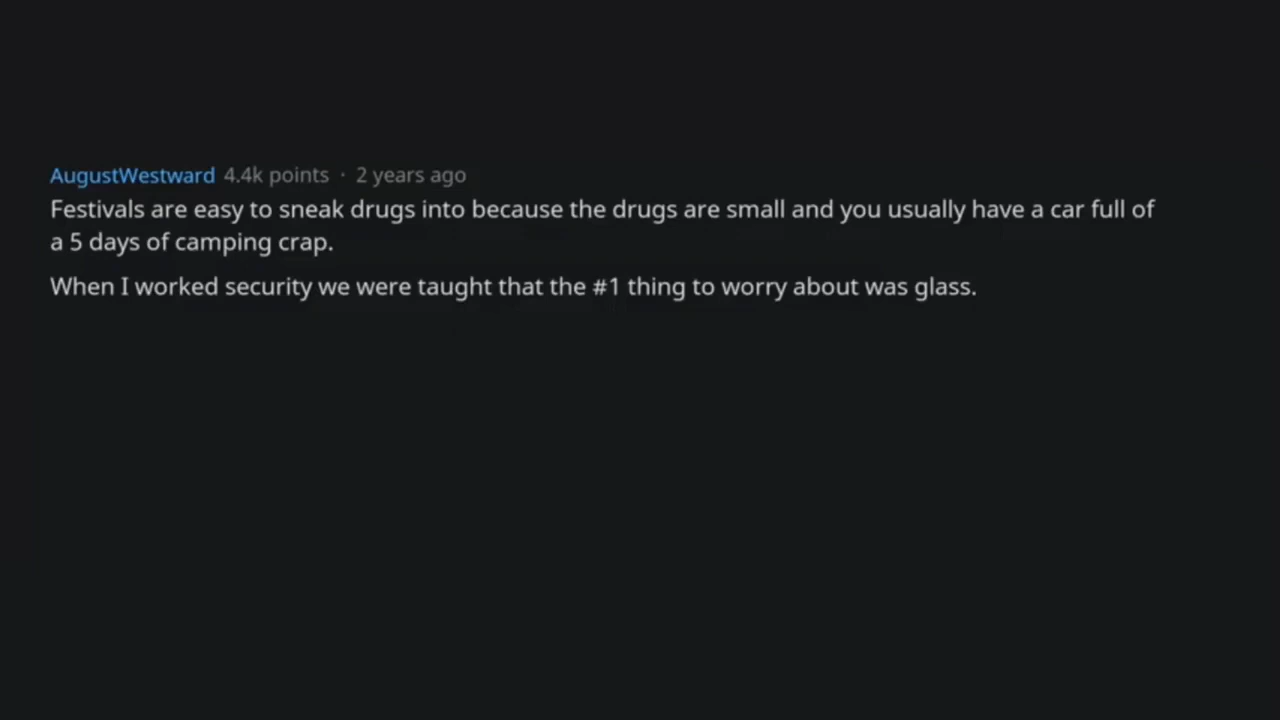 AugustWestward 4.4k points · 2 years ago
Festivals are easy to sneak drugs into because the drugs are small and you usually have a car full of
a 5 days of camping crap.
When I worked security we were taught that the #1 thing to worry about was glass.